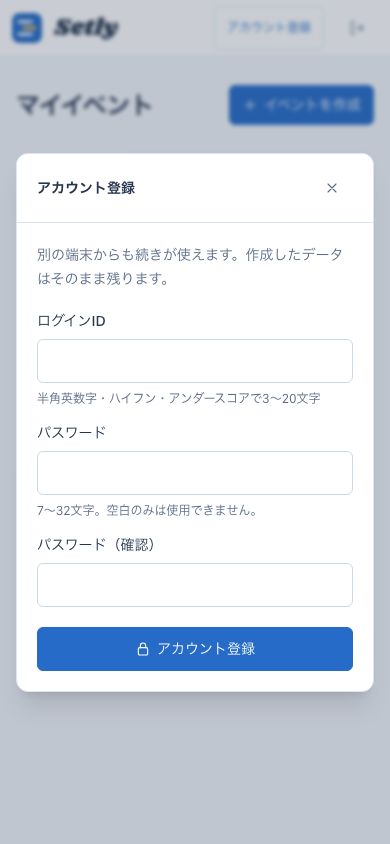 Setly
アカウント登録
マイイベント
+ イベントを作成
アカウント登録
別の端末からも続きが使えます。作成したデータ
はそのまま残ります。
ログインID
半角英数字・ハイフン・アンダースコアで3〜20文字
パスワード
7〜32文字。空白のみは使用できません。
パスワード（確認）
アカウント登録